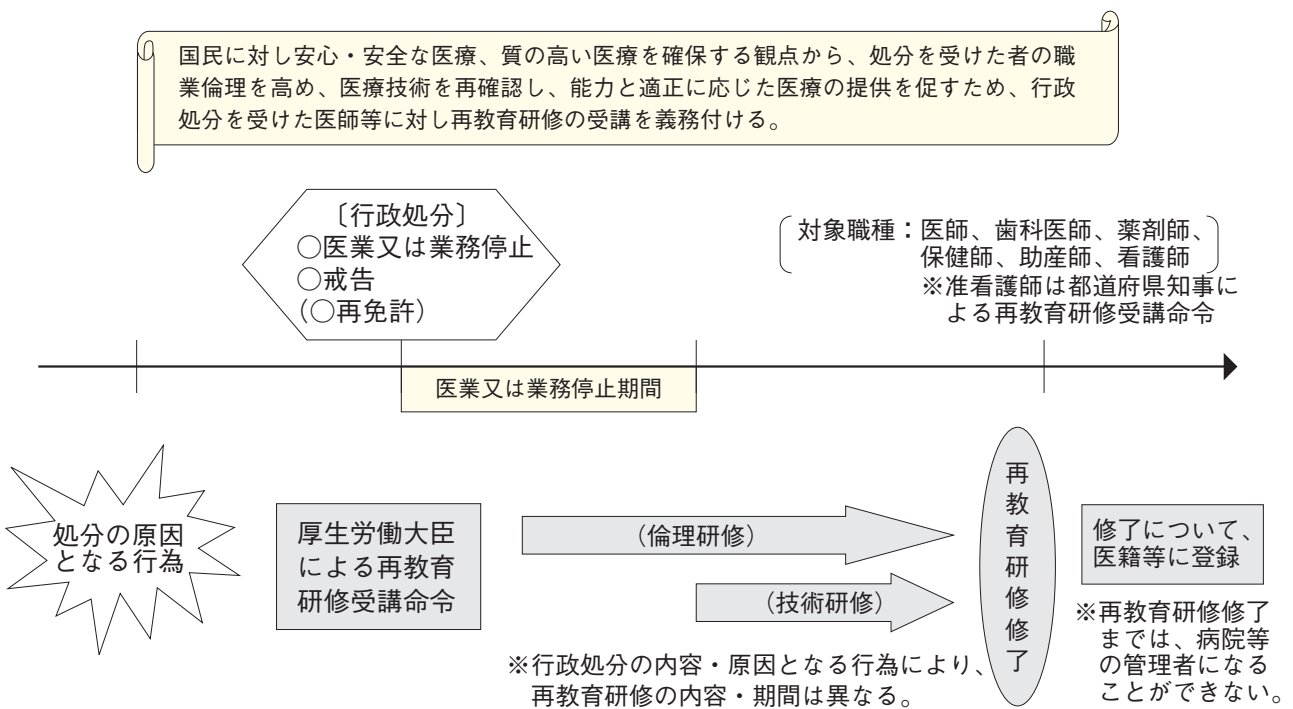 国民に対し安心・安全な医療、質の高い医療を確保する観点から、処分を受けた者の職
業倫理を高め、医療技術を再確認し、能力と適正に応じた医療の提供を促すため、行政
処分を受けた医師等に対し再教育研修の受講を義務付ける。
〔行政処分〕
○医業又は業務停止
○戒告
(○再免許)
対象職種：医師、歯科医師、薬剤師、
保健師、助産師、看護師
※准看護師は都道府県知事に
よる再教育研修受講命令
医業又は業務停止期間
処分の原因
となる行為
厚生労働大臣
による再教育
研修受講命令
(倫理研修)
(技術研修)
※行政処分の内容・原因となる行為により、
再教育研修の内容・期間は異なる。
再教育研修修了
修了について、
医籍等に登録
※再教育研修修了
までは、病院等
の管理者になる
ことができない。